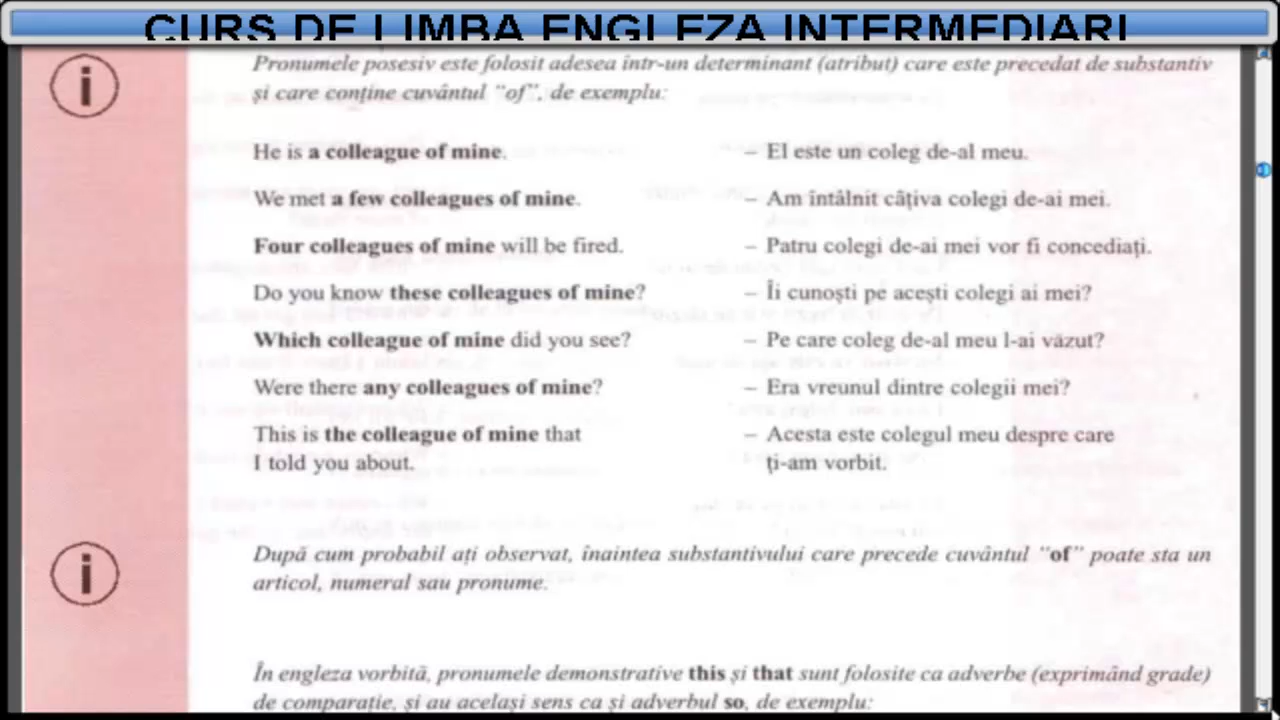 CURS DE LIMBA ENGLEZA INTERMEDIARI
Pronumele posesiv este folosit adesea într-un determinant (atribut) care este precedat de substantiv
și care conține cuvântul “of”, de exemplu:
He is a colleague of mine. – El este un coleg de-al meu.
We met a few colleagues of mine. – Am întâlnit câțiva colegi de-ai mei.
Four colleagues of mine will be fired. – Patru colegi de-ai mei vor fi concediați.
Do you know these colleagues of mine? – Îi cunoști pe acești colegi ai mei?
Which colleague of mine did you see? – Pe care coleg de-al meu l-ai văzut?
Were there any colleagues of mine? – Era vreunul dintre colegii mei?
This is the colleague of mine that – Acesta este colegul meu despre care
I told you about. ți-am vorbit.
După cum probabil ați observat, înaintea substantivului care precede cuvântul “of” poate sta un
articol, numeral sau pronume.
În engleza vorbită, pronumele demonstrative this și that sunt folosite ca adverbe (exprimând grade)
de comparație, și au același sens ca și adverbul so, de exemplu: